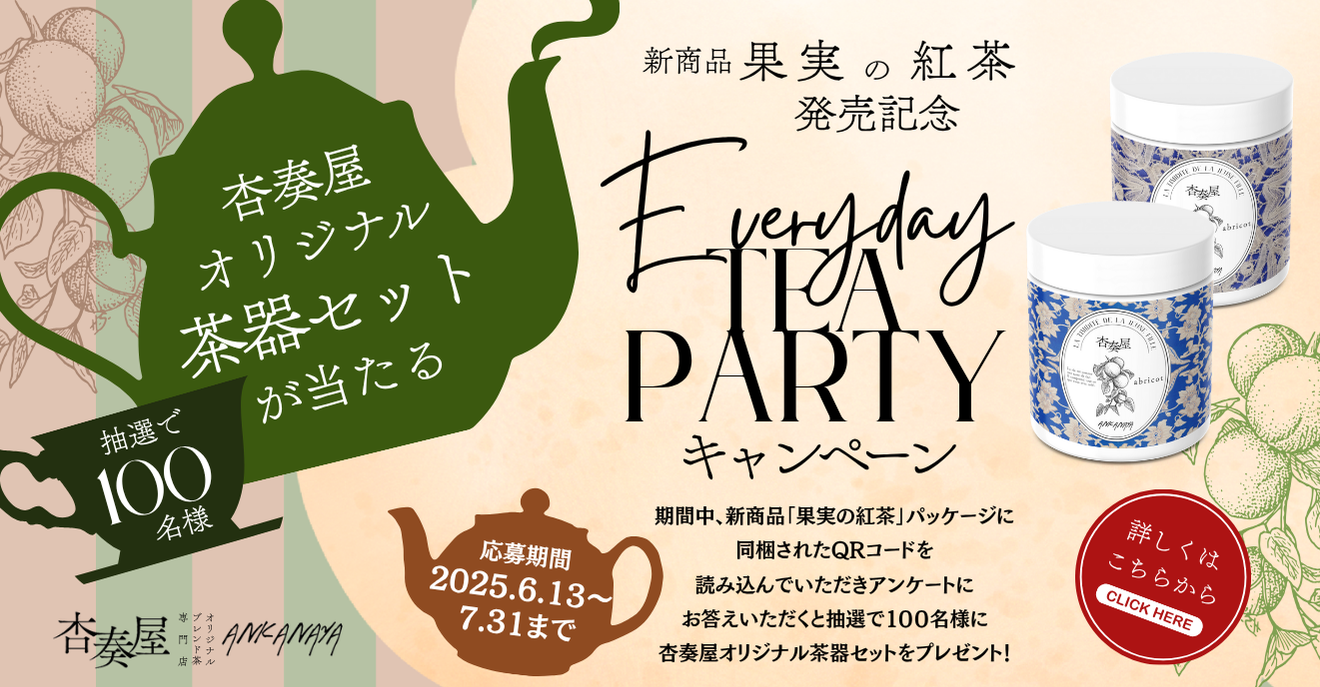 杏奏屋
オリジナル
茶器セット
が当たる
抽選で
100
名様
杏奏屋
オリジナル
ブレンド茶
専門店
ANKANAYA
新商品 果実の紅茶
発売記念
Everyday
TEA
PARTY
キャンペーン
応募期間
2025.6.13~
7.31まで
期間中、新商品「果実の紅茶」パッケージに
同梱されたQRコードを
読み込んでいただきアンケートに
お答えいただくと抽選で100名様に
杏奏屋オリジナル茶器セットをプレゼント!
杏奏屋
abricot
杏奏屋
abricot
ANKANAYA
詳しくは
こちらから
CLICK HERE